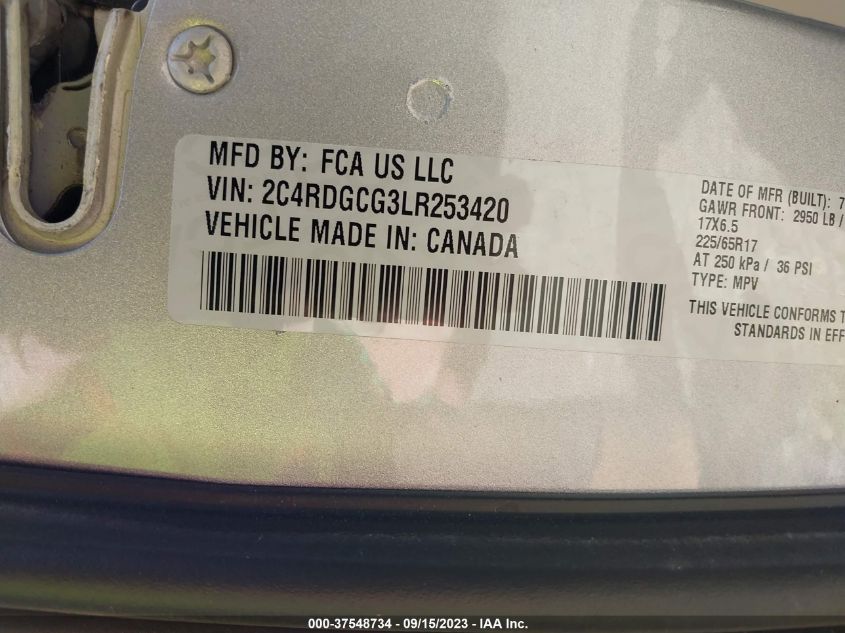 MFD BY: FCA US LLC
VIN: 2C4RDGCG3LR253420
VEHICLE MADE IN: CANADA
DATE OF MFR (BUILT): 7
GAWR FRONT: 2950 LB /
17X6.5
225/65R17
AT 250 kPa / 36 PSI
TYPE: MPV
THIS VEHICLE CONFORMS T
STANDARDS IN EFF
000-37548734 - 09/15/2023 - IAA Inc.